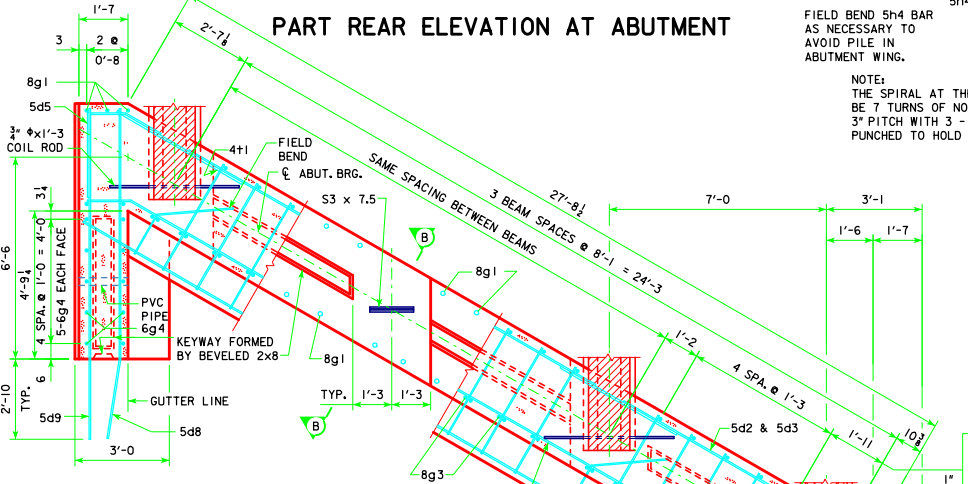 PART REAR ELEVATION AT ABUTMENT
FIELD BEND 5h4 BAR
AS NECESSARY TO
AVOID PILE IN
ABUTMENT WING.
NOTE:
THE SPIRAL AT TH
BE 7 TURNS OF NO
3" PITCH WITH 3 -
PUNCHED TO HOLD
1'-7
3
2 @
0'-8
8g1
5d5
3/4" ϕx1'-3
COIL ROD
2'-7 1/8
4t1
FIELD
BEND
℄ ABUT. BRG.
S3 x 7.5
SAME SPACING BETWEEN BEAMS
27'-8 1/2
3 BEAM SPACES @ 8'-1 = 24'-3
7'-0
3'-1
1'-6
1'-7
B
8g1
3 1/4
6'-6
4'-9 1/4
4 SPA. @ 1'-0 = 4'-0
5-6g4 EACH FACE
PVC
PIPE
6g4
KEYWAY FORMED
BY BEVELED 2x8
8g1
6
2'-10
TYP.
GUTTER LINE
5d9
5d8
3'-0
TYP.
1'-3
1'-3
B
8g3
1'-2
4 SPA. @ 1'-3
5d2 & 5d3
1'-11
10 3/8
1"